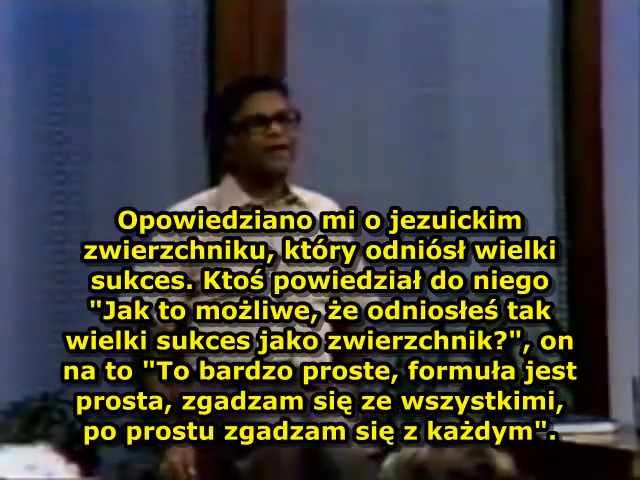 Opowiedziano mi o jezuickim
zwierzchniku, który odniósł wielki
sukces. Ktoś powiedział do niego
"Jak to możliwe, że odniosłeś tak
wielki sukces jako zwierzchnik?", on
na to "To bardzo proste, formuła jest
prosta, zgadzam się ze wszystkimi,
po prostu zgadzam się z każdym".